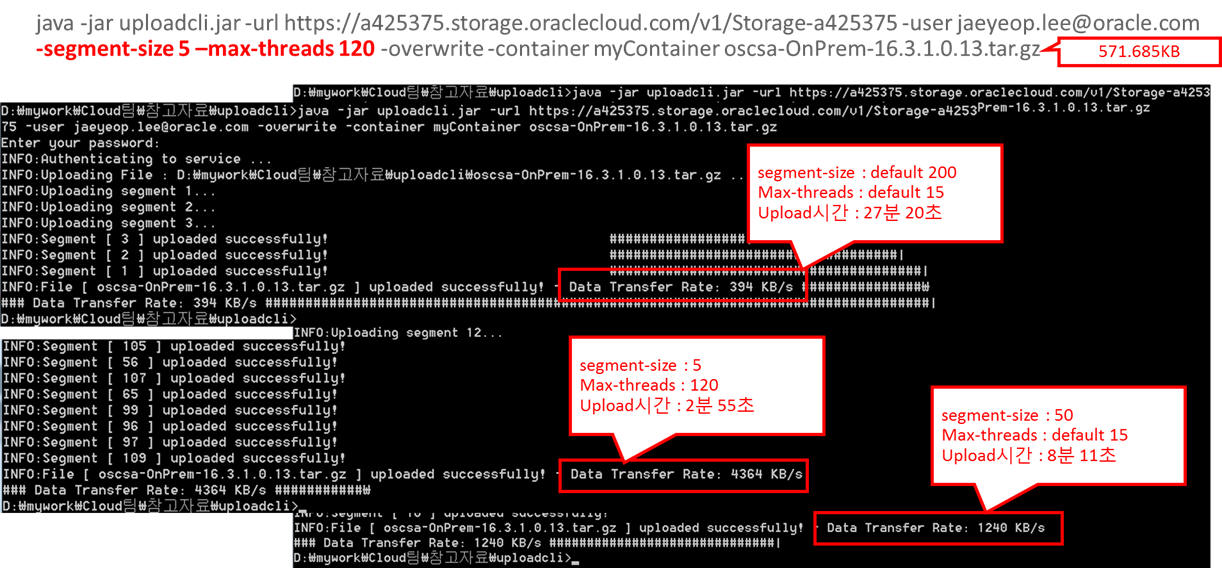 java -jar uploadcli.jar -url https://a425375.storage.oraclecloud.com/v1/Storage-a425375 -user jaeyeop.lee@oracle.com
-segment-size 5 –max-threads 120 -overwrite -container myContainer oscsa-OnPrem-16.3.1.0.13.tar.gz
571.685KB
D:₩mywork₩Cloud팀₩참고자료₩uploadcli>java -jar uploadcli.jar -url https://a425375.storage.oraclecloud.com/v1/Storage-a4253
D:₩mywork₩Cloud팀₩참고자료₩uploadcli>java -jar uploadcli.jar -url https://a425375.storage.oraclecloud.com/v1/Storage-a4253
Prem-16.3.1.0.13.tar.gz
75 -user jaeyeop.lee@oracle.com -overwrite -container myContainer oscsa-OnPrem-16.3.1.0.13.tar.gz
Enter your password:
INFO:Authenticating to service ...
INFO:Uploading File : D:₩mywork₩Cloud팀₩참고자료₩uploadcli₩oscsa-OnPrem-16.3.1.0.13.tar.gz ..
INFO:Uploading segment 1...
INFO:Uploading segment 2...
INFO:Uploading segment 3...
INFO:Segment [ 3 ] uploaded successfully!
INFO:Segment [ 2 ] uploaded successfully!
INFO:Segment [ 1 ] uploaded successfully!
INFO:File [ oscsa-OnPrem-16.3.1.0.13.tar.gz ] uploaded successfully! - Data Transfer Rate: 394 KB/s
### Data Transfer Rate: 394 KB/s
D:₩mywork₩Cloud팀₩참고자료₩uploadcli>
segment-size : default 200
Max-threads : default 15
Upload시간 : 27분 20초
INFO:Uploading segment 12...
INFO:Segment [ 105 ] uploaded successfully!
INFO:Segment [ 56 ] uploaded successfully!
INFO:Segment [ 107 ] uploaded successfully!
INFO:Segment [ 65 ] uploaded successfully!
INFO:Segment [ 99 ] uploaded successfully!
INFO:Segment [ 96 ] uploaded successfully!
INFO:Segment [ 97 ] uploaded successfully!
INFO:Segment [ 109 ] uploaded successfully!
INFO:File [ oscsa-OnPrem-16.3.1.0.13.tar.gz ] uploaded successfully! - Data Transfer Rate: 4364 KB/s
### Data Transfer Rate: 4364 KB/s ############₩
D:₩mywork₩Cloud팀₩참고자료₩uploadcli>_
segment-size : 5
Max-threads : 120
Upload시간 : 2분 55초
segment-size : 50
Max-threads : default 15
Upload시간 : 8분 11초
INFO:File [ oscsa-OnPrem-16.3.1.0.13.tar.gz ] uploaded successfully! - Data Transfer Rate: 1240 KB/s
### Data Transfer Rate: 1240 KB/s ############################|
D:₩mywork₩Cloud팀₩참고자료₩uploadcli>_